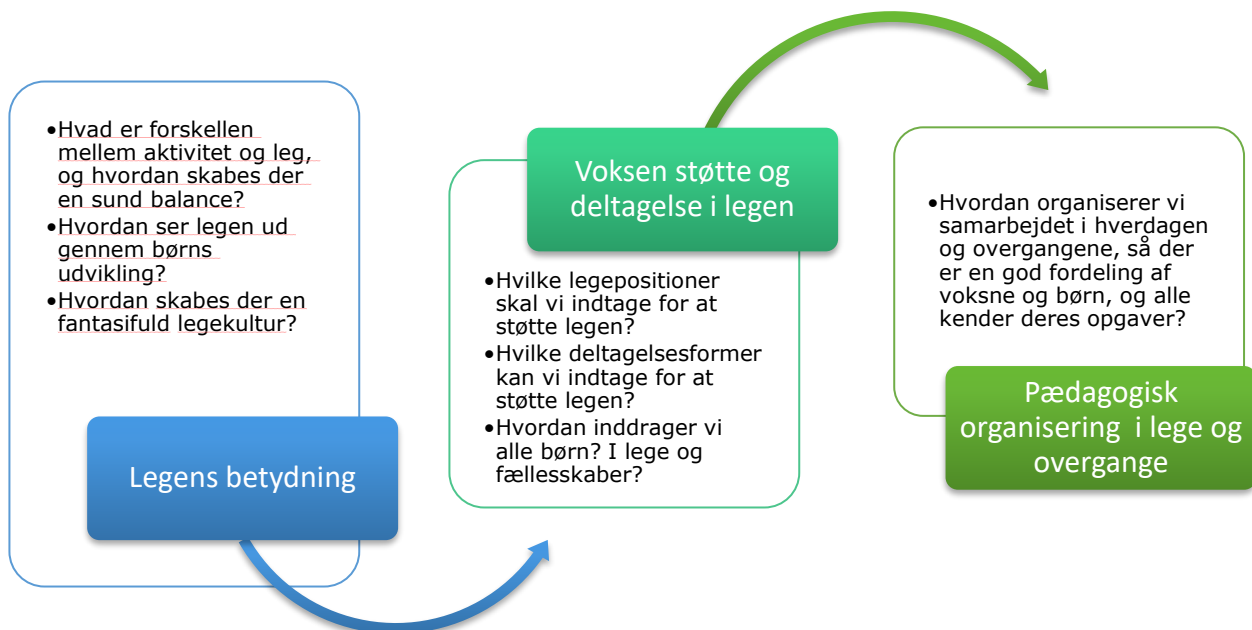 •Hvad er forskellen
mellem aktivitet og leg,
og hvordan skabes der
en sund balance?
•Hvordan ser legen ud
gennem børns
udvikling?
•Hvordan skabes der en
fantasifuld legekultur?
Legens betydning
Voksen støtte og
deltagelse i legen
•Hvilke legepositioner
skal vi indtage for at
støtte legen?
•Hvilke deltagelsesformer
kan vi indtage for at
støtte legen?
•Hvordan inddrager vi
alle børn? I lege og
fællesskaber?
•Hvordan organiserer vi
samarbejdet i hverdagen
og overgangene, så der
er en god fordeling af
voksne og børn, og alle
kender deres opgaver?
Pædagogisk
organisering  i lege og
overgange